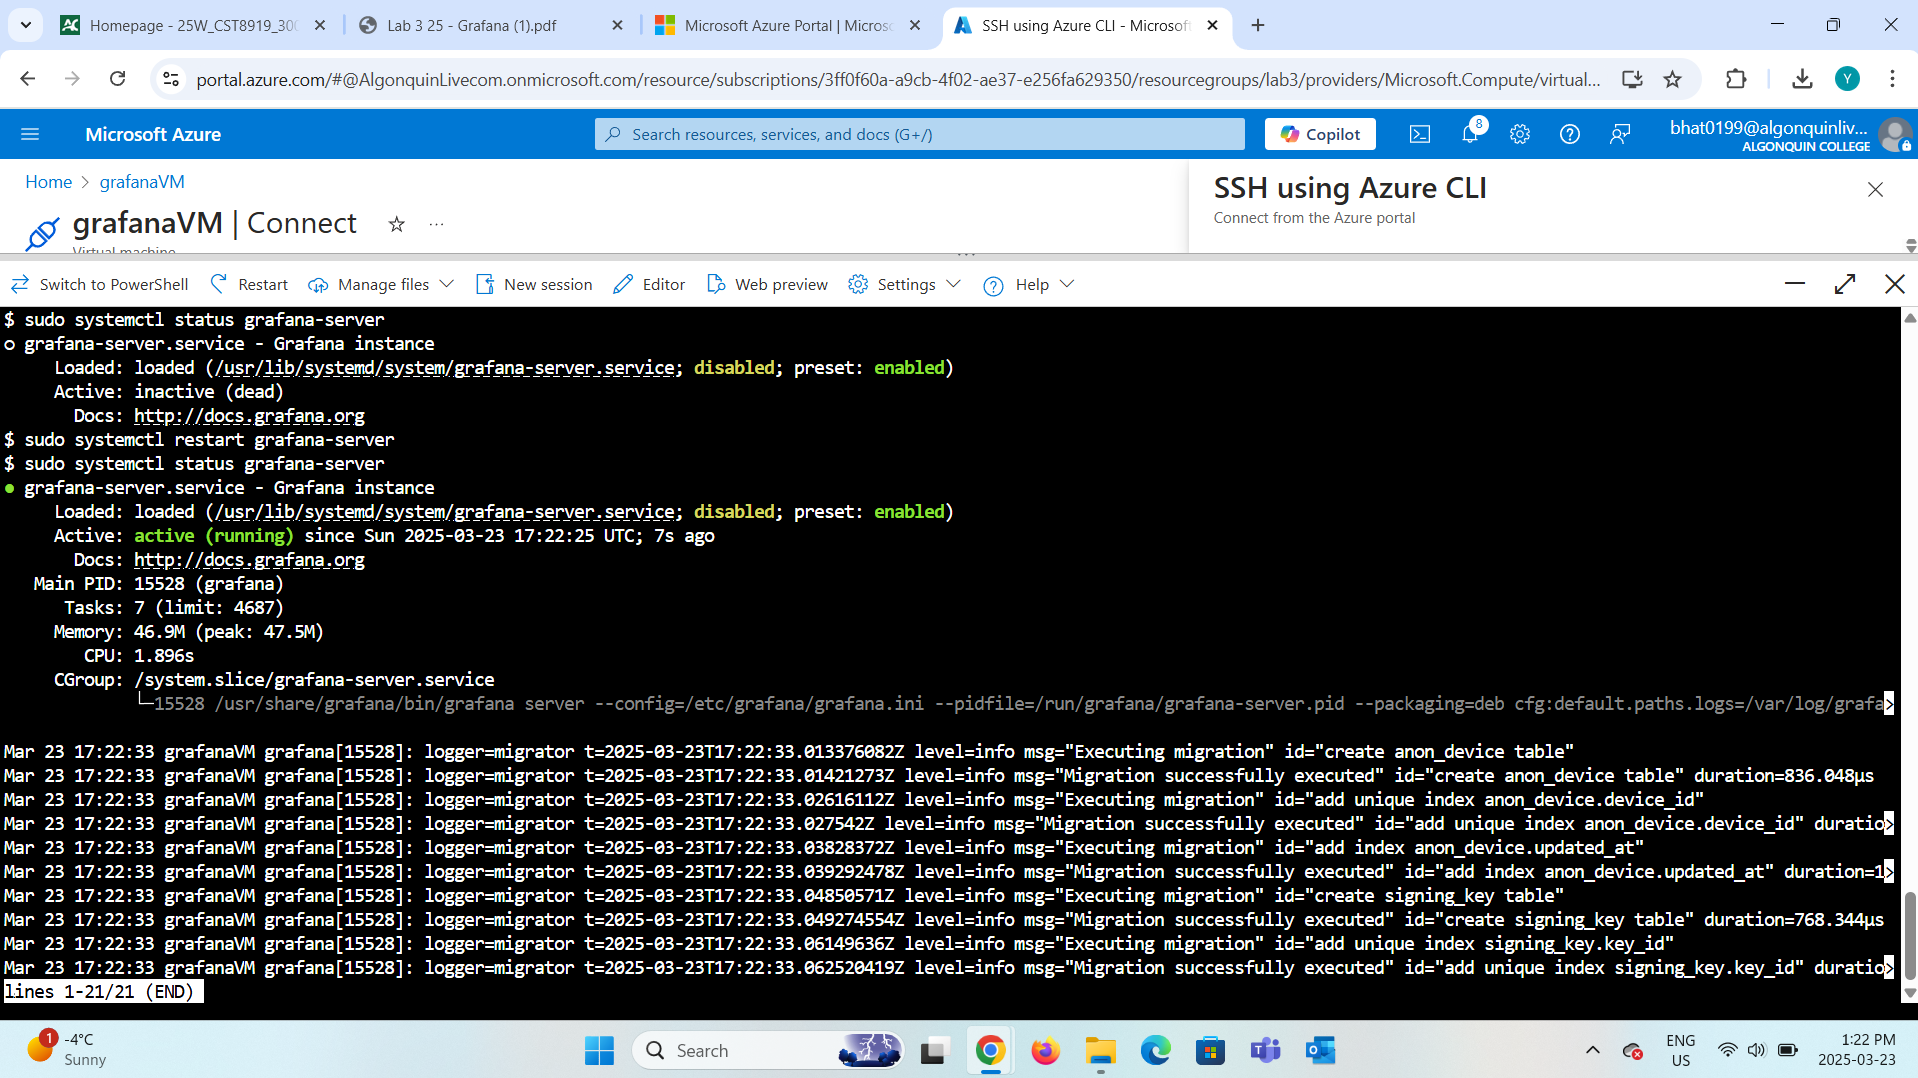 Homepage - 25W_CST8919_300
Lab 3 25 - Grafana (1).pdf
Microsoft Azure Portal | Microso
SSH using Azure CLI - Microsoft
portal.azure.com/#@AlgonquinLivecom.onmicrosoft.com/resource/subscriptions/3ff0f60a-a9cb-4f02-ae37-e256fa629350/resourcegroups/lab3/providers/Microsoft.Compute/virtual...
Y
Microsoft Azure
Search resources, services, and docs (G+/)
Copilot
8
bhat0199@algonquinliv...
ALGONQUIN COLLEGE
Home > grafanaVM
grafanaVM | Connect
Virtual machine
SSH using Azure CLI
Connect from the Azure portal
Switch to PowerShell
Restart
Manage files
New session
Editor
Web preview
Settings
Help
$ sudo systemctl status grafana-server
○ grafana-server.service - Grafana instance
Loaded: loaded (/usr/lib/systemd/system/grafana-server.service; disabled; preset: enabled)
Active: inactive (dead)
Docs: http://docs.grafana.org
$ sudo systemctl restart grafana-server
$ sudo systemctl status grafana-server
● grafana-server.service - Grafana instance
Loaded: loaded (/usr/lib/systemd/system/grafana-server.service; disabled; preset: enabled)
Active: active (running) since Sun 2025-03-23 17:22:25 UTC; 7s ago
Docs: http://docs.grafana.org
Main PID: 15528 (grafana)
Tasks: 7 (limit: 4687)
Memory: 46.9M (peak: 47.5M)
CPU: 1.896s
CGroup: /system.slice/grafana-server.service
└─15528 /usr/share/grafana/bin/grafana server --config=/etc/grafana/grafana.ini --pidfile=/run/grafana/grafana-server.pid --packaging=deb cfg:default.paths.logs=/var/log/grafa>
Mar 23 17:22:33 grafanaVM grafana[15528]: logger=migrator t=2025-03-23T17:22:33.013376082Z level=info msg="Executing migration" id="create anon_device table"
Mar 23 17:22:33 grafanaVM grafana[15528]: logger=migrator t=2025-03-23T17:22:33.01421273Z level=info msg="Migration successfully executed" id="create anon_device table" duration=836.048µs
Mar 23 17:22:33 grafanaVM grafana[15528]: logger=migrator t=2025-03-23T17:22:33.02616112Z level=info msg="Executing migration" id="add unique index anon_device.device_id"
Mar 23 17:22:33 grafanaVM grafana[15528]: logger=migrator t=2025-03-23T17:22:33.027542Z level=info msg="Migration successfully executed" id="add unique index anon_device.device_id" duratio>
Mar 23 17:22:33 grafanaVM grafana[15528]: logger=migrator t=2025-03-23T17:22:33.03828372Z level=info msg="Executing migration" id="add index anon_device.updated_at"
Mar 23 17:22:33 grafanaVM grafana[15528]: logger=migrator t=2025-03-23T17:22:33.039292478Z level=info msg="Migration successfully executed" id="add index anon_device.updated_at" duration=1>
Mar 23 17:22:33 grafanaVM grafana[15528]: logger=migrator t=2025-03-23T17:22:33.04850571Z level=info msg="Executing migration" id="create signing_key table"
Mar 23 17:22:33 grafanaVM grafana[15528]: logger=migrator t=2025-03-23T17:22:33.049274554Z level=info msg="Migration successfully executed" id="create signing_key table" duration=768.344µs
Mar 23 17:22:33 grafanaVM grafana[15528]: logger=migrator t=2025-03-23T17:22:33.06149636Z level=info msg="Executing migration" id="add unique index signing_key.key_id"
Mar 23 17:22:33 grafanaVM grafana[15528]: logger=migrator t=2025-03-23T17:22:33.062520419Z level=info msg="Migration successfully executed" id="add unique index signing_key.key_id" duratio>
lines 1-21/21 (END)
1
-4°C
Sunny
Search
ENG
US
1:22 PM
2025-03-23